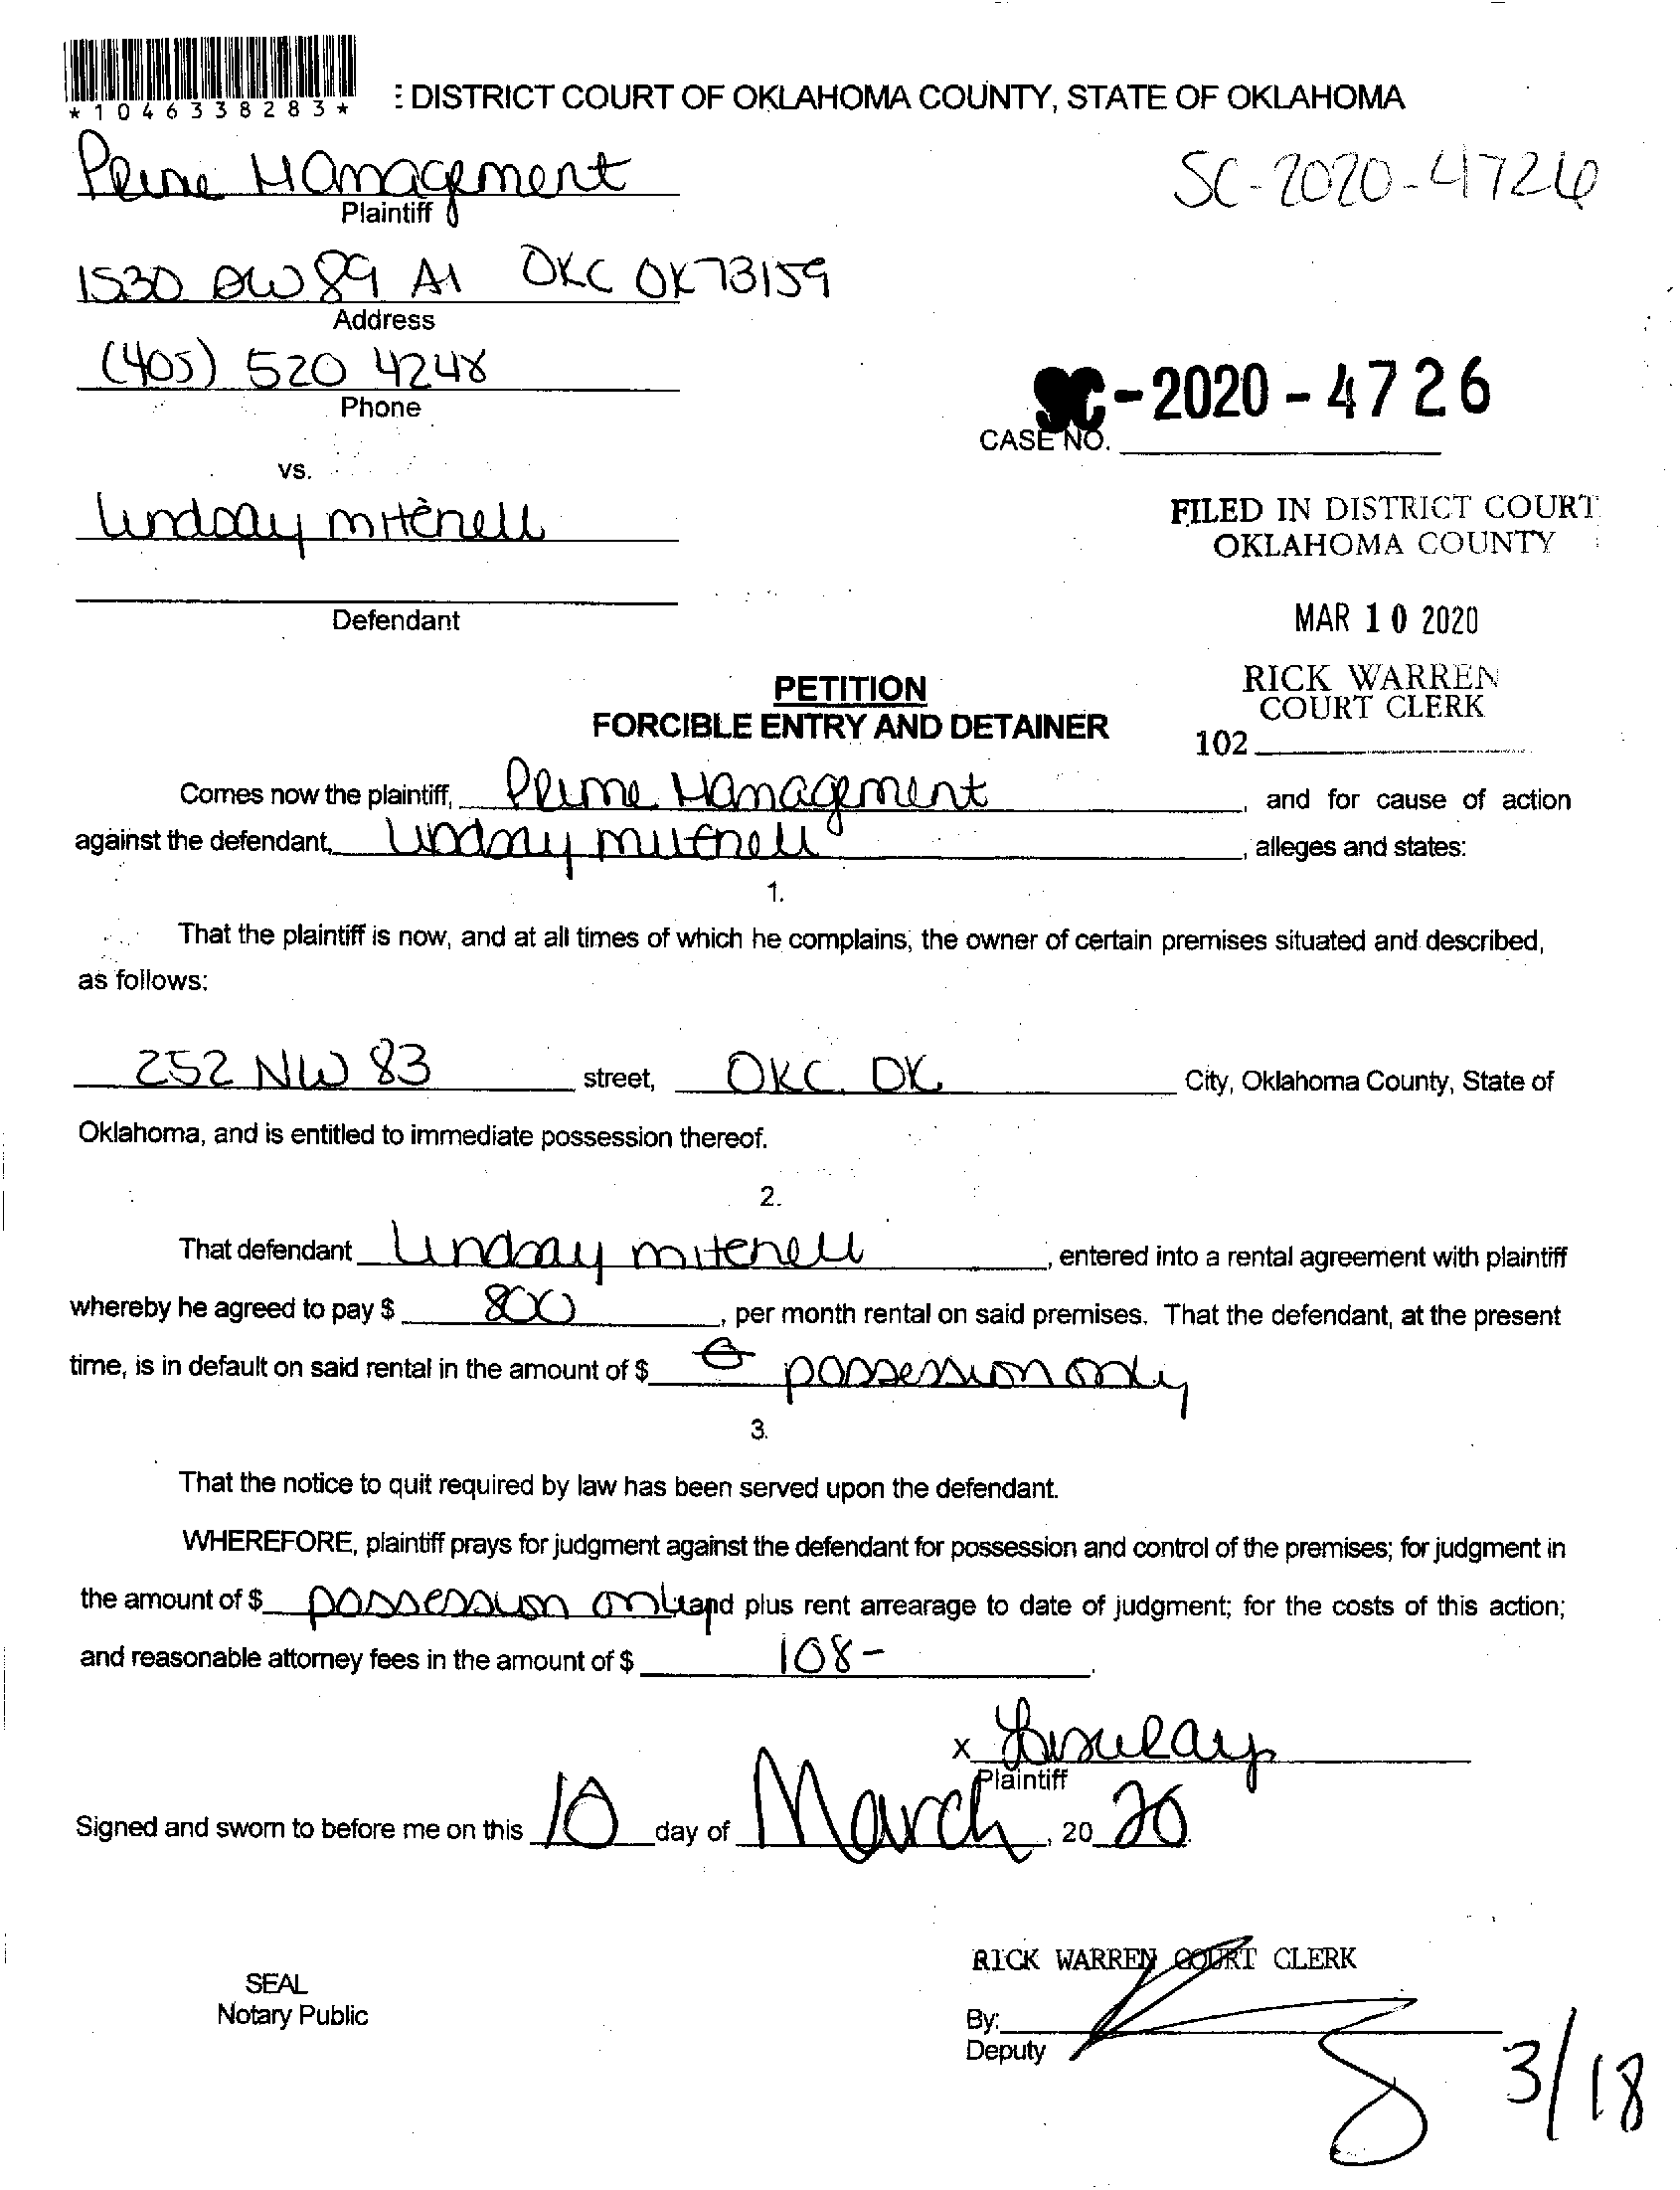 *1046338283*
: DISTRICT COURT OF OKLAHOMA COUNTY, STATE OF OKLAHOMA
Prime Management
SC-2020-4726
Plaintiff
1530 SW 89 A1 OKC OK 73159
Address
(405) 520 4248
Phone
SC-2020-4726
CASE NO.
vs.
Lindsay Mitchell
FILED IN DISTRICT COURT
OKLAHOMA COUNTY
Defendant
MAR 10 2020
PETITION
FORCIBLE ENTRY AND DETAINER
RICK WARREN
COURT CLERK
102
Comes now the plaintiff, Prime Management, and for cause of action
against the defendant, Lindsay Mitchell, alleges and states:
1.
That the plaintiff is now, and at all times of which he complains, the owner of certain premises situated and described,
as follows:
252 NW 83 street, OKC, OK City, Oklahoma County, State of
Oklahoma, and is entitled to immediate possession thereof.
2.
That defendant Lindsay Mitchell, entered into a rental agreement with plaintiff
whereby he agreed to pay $ 800, per month rental on said premises. That the defendant, at the present
time, is in default on said rental in the amount of $ 0 possession only
3.
That the notice to quit required by law has been served upon the defendant.
WHEREFORE, plaintiff prays for judgment against the defendant for possession and control of the premises; for judgment in
the amount of $ possession only and plus rent arrearage to date of judgment; for the costs of this action;
and reasonable attorney fees in the amount of $ 108-.
x
Plaintiff
Signed and sworn to before me on this 10 day of March, 20 20.
RICK WARREN COURT CLERK
SEAL
Notary Public
By:
Deputy
3/18